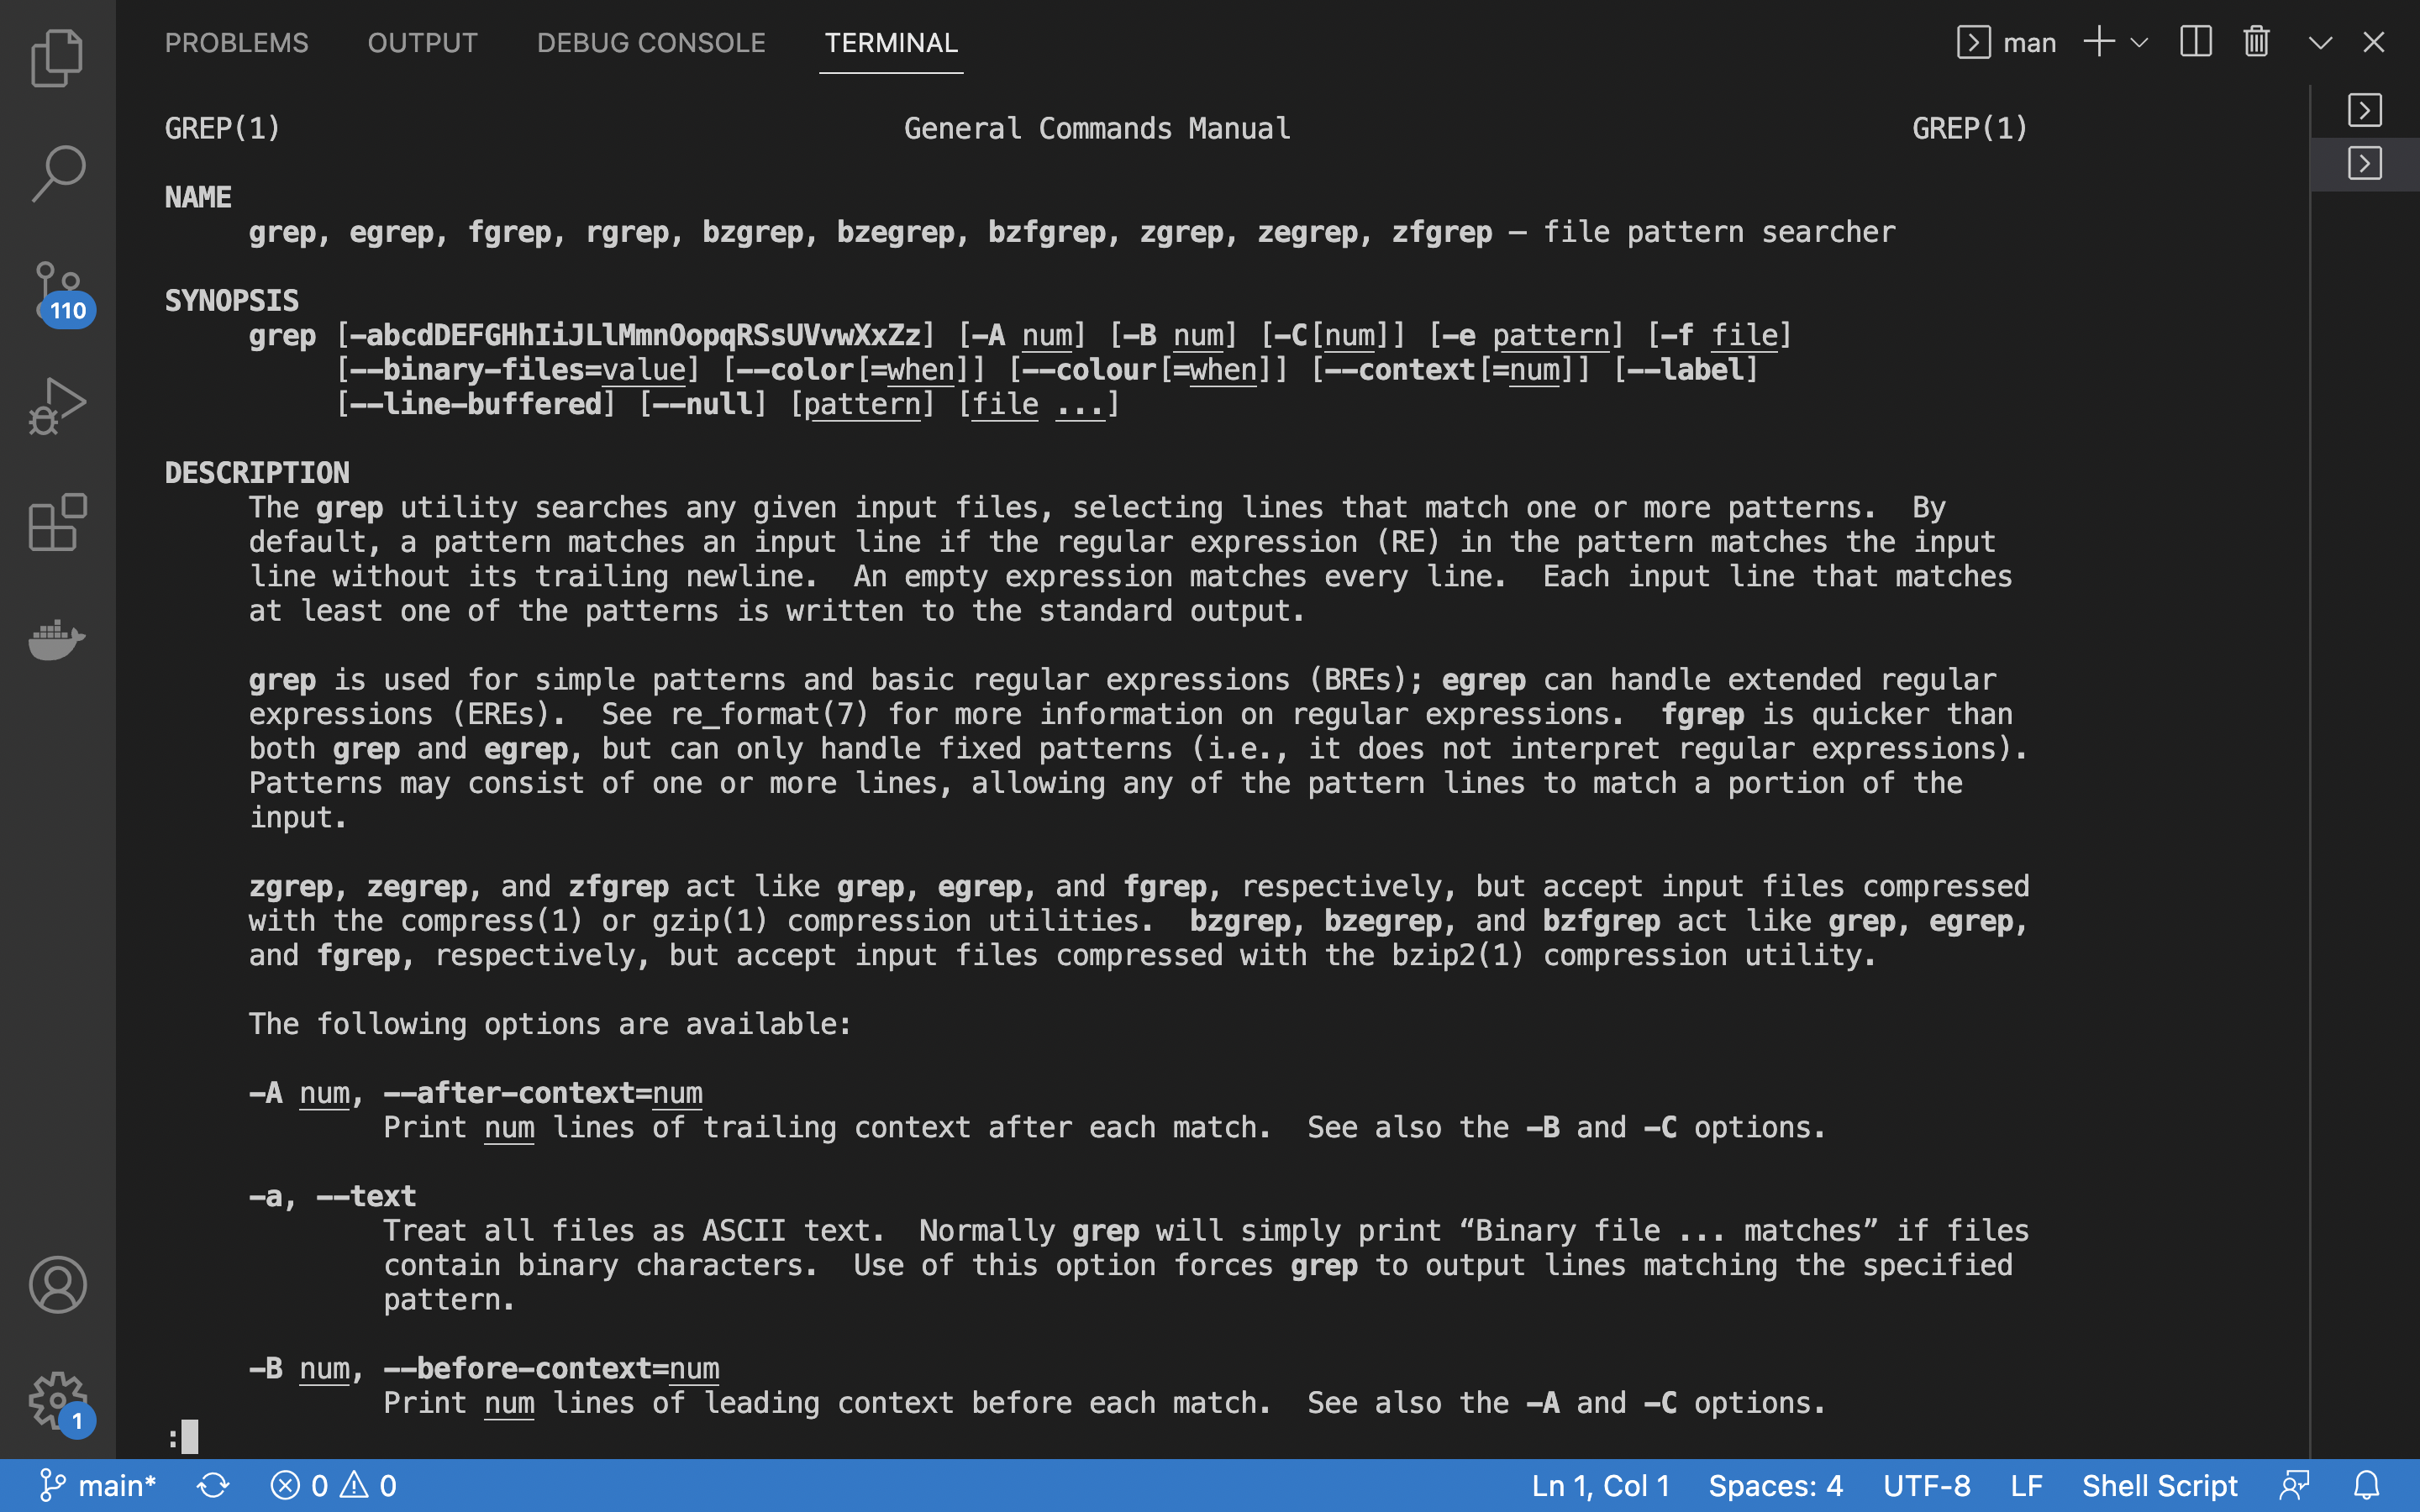 PROBLEMS OUTPUT DEBUG CONSOLE TERMINAL man
GREP(1) General Commands Manual GREP(1)
NAME
grep, egrep, fgrep, rgrep, bzgrep, bzegrep, bzfgrep, zgrep, zegrep, zfgrep – file pattern searcher
SYNOPSIS
grep [-abcdDEFGHhIiJLlMmnOopqRSsUVvwXxZz] [-A num] [-B num] [-C[num]] [-e pattern] [-f file]
[--binary-files=value] [--color[=when]] [--colour[=when]] [--context[=num]] [--label]
[--line-buffered] [--null] [pattern] [file ...]
DESCRIPTION
The grep utility searches any given input files, selecting lines that match one or more patterns.  By
default, a pattern matches an input line if the regular expression (RE) in the pattern matches the input
line without its trailing newline.  An empty expression matches every line.  Each input line that matches
at least one of the patterns is written to the standard output.
grep is used for simple patterns and basic regular expressions (BREs); egrep can handle extended regular
expressions (EREs).  See re_format(7) for more information on regular expressions.  fgrep is quicker than
both grep and egrep, but can only handle fixed patterns (i.e., it does not interpret regular expressions).
Patterns may consist of one or more lines, allowing any of the pattern lines to match a portion of the
input.
zgrep, zegrep, and zfgrep act like grep, egrep, and fgrep, respectively, but accept input files compressed
with the compress(1) or gzip(1) compression utilities.  bzgrep, bzegrep, and bzfgrep act like grep, egrep,
and fgrep, respectively, but accept input files compressed with the bzip2(1) compression utility.
The following options are available:
-A num, --after-context=num
Print num lines of trailing context after each match.  See also the -B and -C options.
-a, --text
Treat all files as ASCII text.  Normally grep will simply print “Binary file ... matches” if files
contain binary characters.  Use of this option forces grep to output lines matching the specified
pattern.
-B num, --before-context=num
Print num lines of leading context before each match.  See also the -A and -C options.
:
110
1
main* 0 0 Ln 1, Col 1 Spaces: 4 UTF-8 LF Shell Script